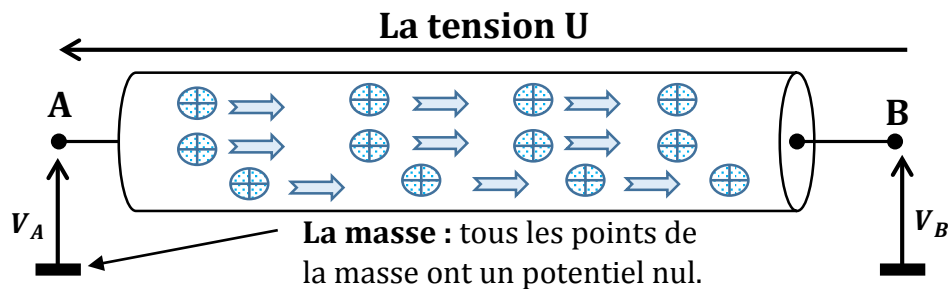 La tension U
A
B
V_A
V_B
La masse : tous les points de
la masse ont un potentiel nul.